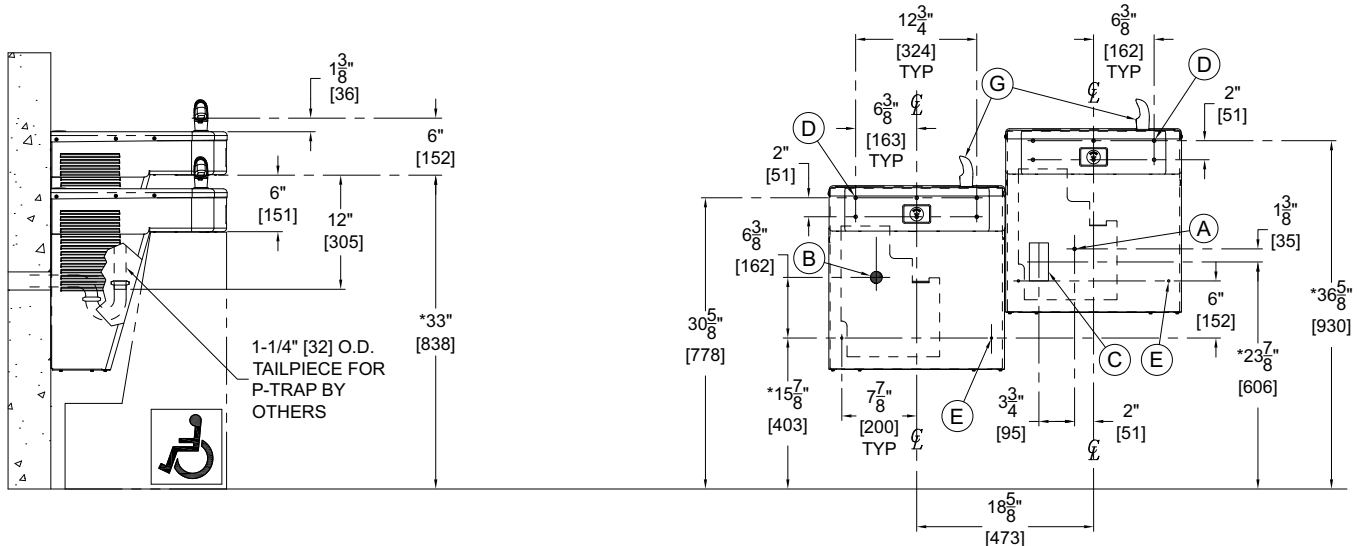 1 3/8"
[36]
6"
[152]
6"
[151]
12"
[305]
*33"
[838]
1-1/4" [32] O.D.
TAILPIECE FOR
P-TRAP BY
OTHERS
12 3/4"
[324]
TYP
6 3/8"
[162]
TYP
G
D
℄
6 3/8"
[163]
TYP
℄
2"
[51]
D
2"
[51]
6 3/8"
[162]
B
A
1 3/8"
[35]
30 5/8"
[778]
6"
[152]
*36 5/8"
[930]
C
E
*23 7/8"
[606]
*15 7/8"
[403]
7 7/8"
[200]
TYP
E
3 3/4"
[95]
2"
[51]
℄
℄
18 5/8"
[473]